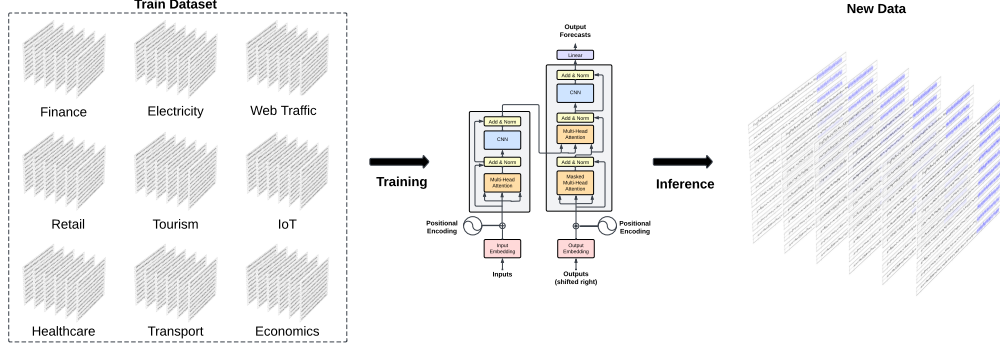 Train Dataset
Finance
Electricity
Web Traffic
Retail
Tourism
IoT
Healthcare
Transport
Economics
Training
Output
Forecasts
Linear
Add & Norm
CNN
Add & Norm
Multi-Head
Attention
Add & Norm
Masked
Multi-Head
Attention
Add & Norm
CNN
Add & Norm
Multi-Head
Attention
Positional
Encoding
Positional
Encoding
Input
Embedding
Output
Embedding
Inputs
Outputs
(shifted right)
Inference
New Data